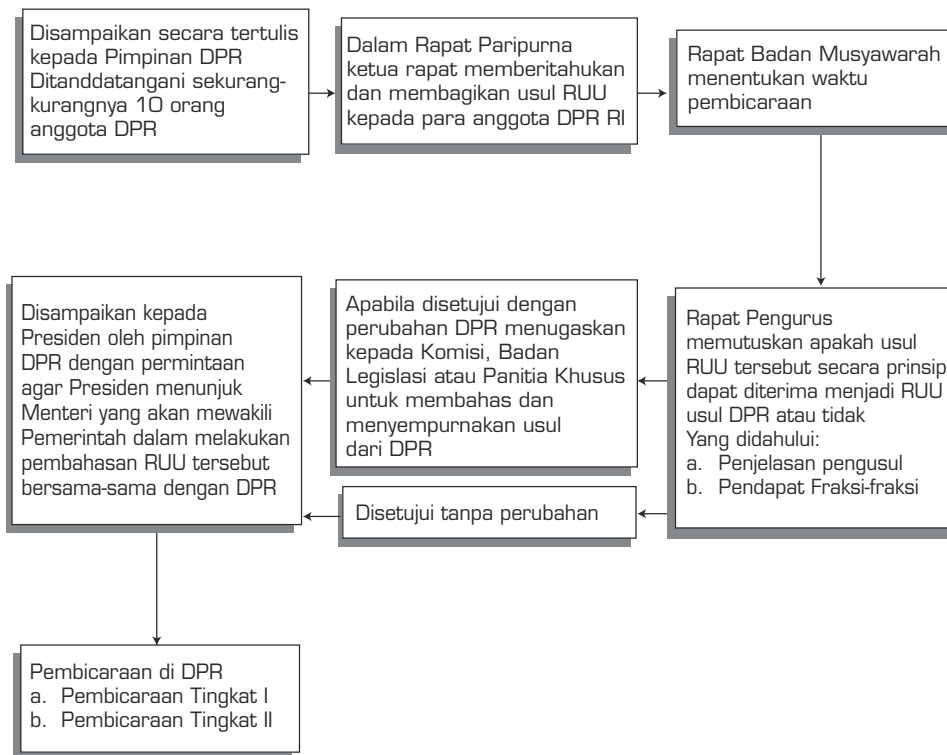 Disampaikan secara tertulis
kepada Pimpinan DPR
Ditanddatangani sekurang-
kurangnya 10 orang
anggota DPR
Dalam Rapat Paripurna
ketua rapat memberitahukan
dan membagikan usul RUU
kepada para anggota DPR RI
Rapat Badan Musyawarah
menentukan waktu
pembicaraan
Rapat Pengurus
memutuskan apakah usul
RUU tersebut secara prinsip
dapat diterima menjadi RUU
usul DPR atau tidak
Yang didahului:
a. Penjelasan pengusul
b. Pendapat Fraksi-fraksi
Apabila disetujui dengan
perubahan DPR menugaskan
kepada Komisi, Badan
Legislasi atau Panitia Khusus
untuk membahas dan
menyempurnakan usul
dari DPR
Disetujui tanpa perubahan
Disampaikan kepada
Presiden oleh pimpinan
DPR dengan permintaan
agar Presiden menunjuk
Menteri yang akan mewakili
Pemerintah dalam melakukan
pembahasan RUU tersebut
bersama-sama dengan DPR
Pembicaraan di DPR
a. Pembicaraan Tingkat I
b. Pembicaraan Tingkat II